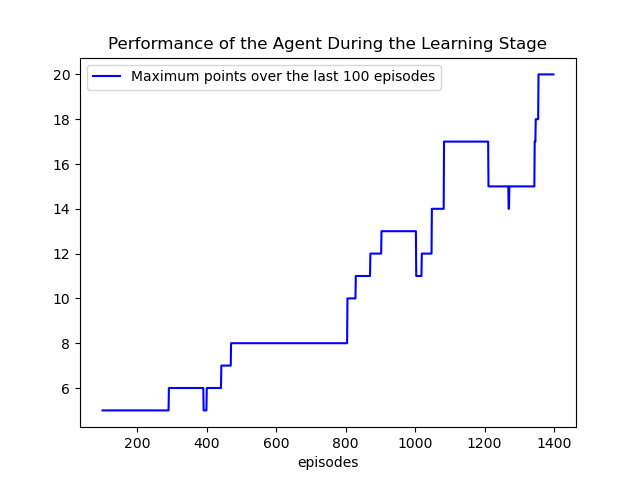 Performance of the Agent During the Learning Stage
Maximum points over the last 100 episodes
20
18
16
14
12
10
8
6
200 400 600 800 1000 1200 1400
episodes